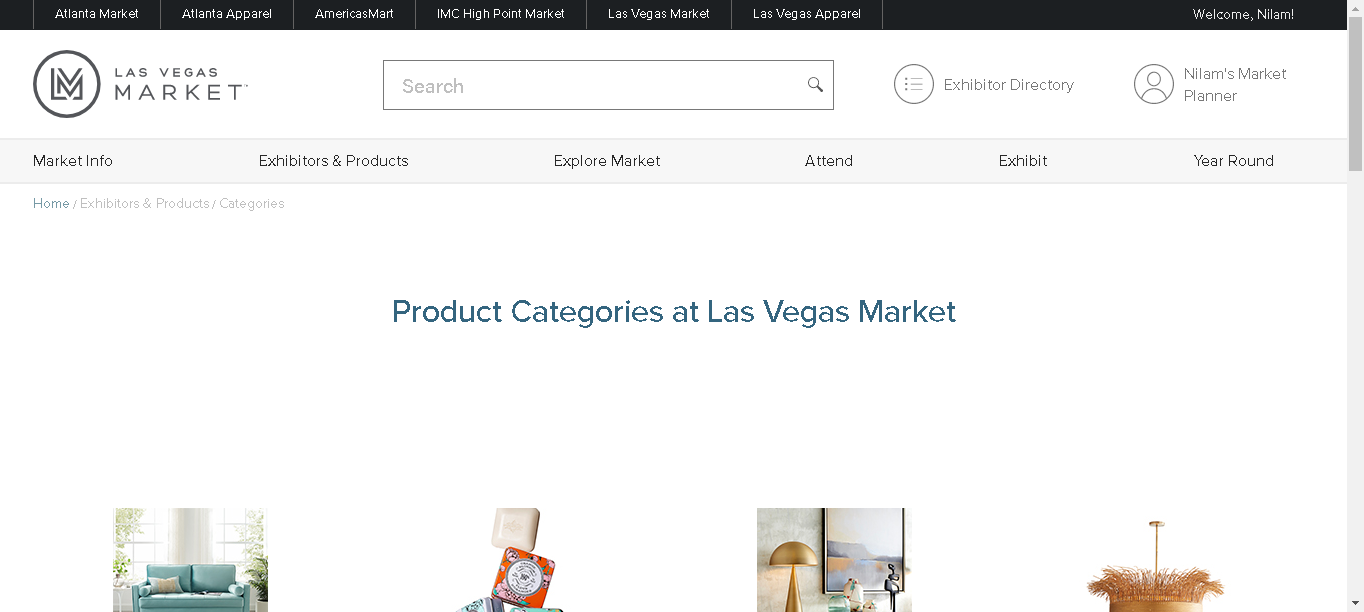 Atlanta Market Atlanta Apparel AmericasMart IMC High Point Market Las Vegas Market Las Vegas Apparel Welcome, Nilam!
LAS VEGAS
MARKET
Search
Exhibitor Directory
Nilam's Market
Planner
Market Info Exhibitors & Products Explore Market Attend Exhibit Year Round
Home / Exhibitors & Products / Categories
Product Categories at Las Vegas Market